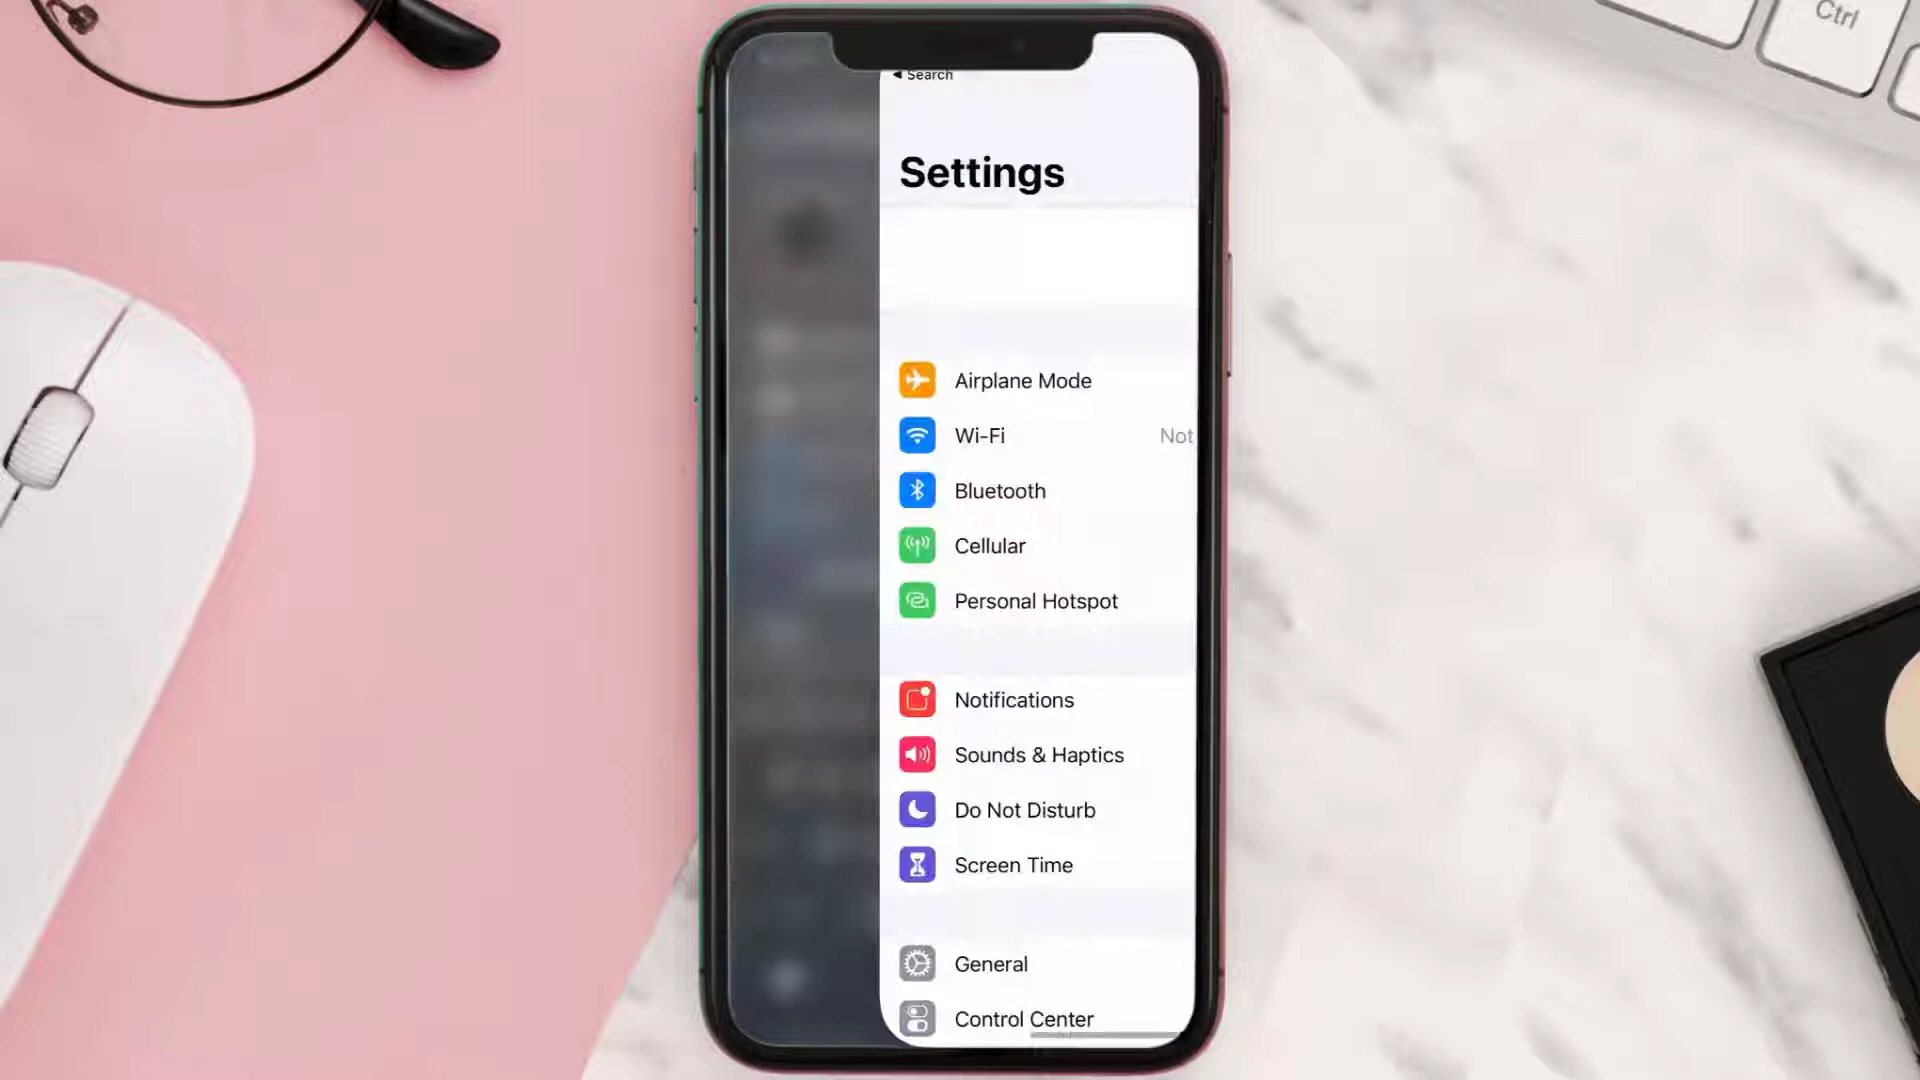 Ctrl
◂ Search
Settings
Airplane Mode
Wi-Fi Not
Bluetooth
Cellular
Personal Hotspot
Notifications
Sounds & Haptics
Do Not Disturb
Screen Time
General
Control Center